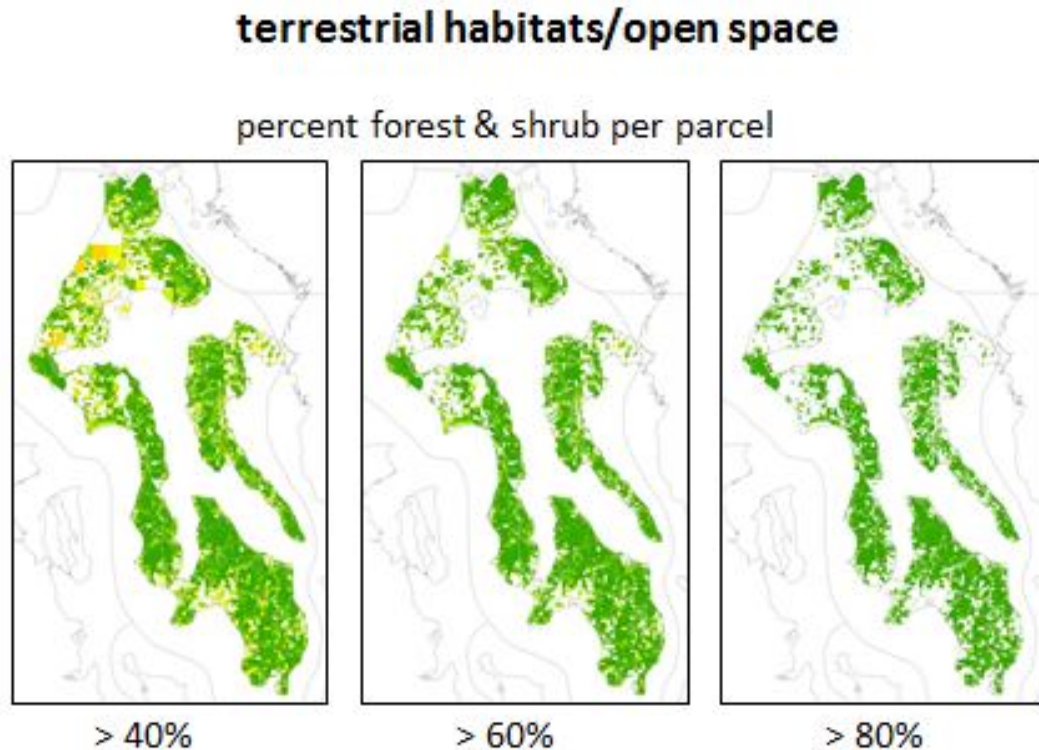 terrestrial habitats/open space
percent forest & shrub per parcel
> 40%
> 60%
> 80%